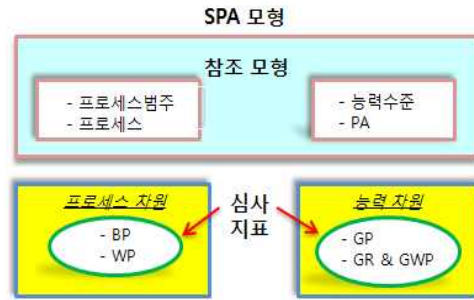 SPA 모형
참조 모형
- 프로세스범주
- 프로세스
- 능력수준
- PA
프로세스 차원
- BP
- WP
심사
지표
능력 차원
- GP
- GR & GWP